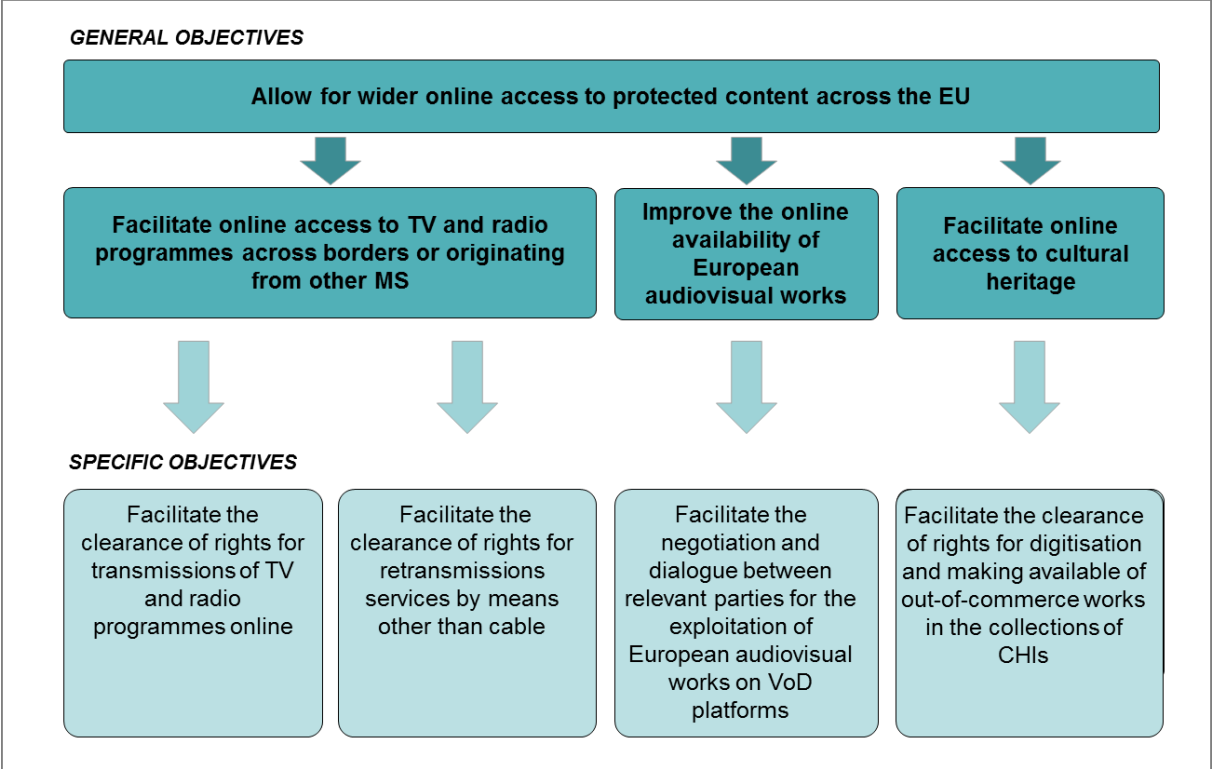 GENERAL OBJECTIVES
Allow for wider online access to protected content across the EU
Facilitate online access to TV and radio
programmes across borders or originating
from other MS
Improve the online
availability of
European
audiovisual works
Facilitate online
access to cultural
heritage
SPECIFIC OBJECTIVES
Facilitate the
clearance of rights for
transmissions of TV
and radio
programmes online
Facilitate the
clearance of rights for
retransmissions
services by means
other than cable
Facilitate the
negotiation and
dialogue between
relevant parties for the
exploitation of
European audiovisual
works on VoD
platforms
Facilitate the clearance
of rights for digitisation
and making available of
out-of-commerce works
in the collections of
CHIs